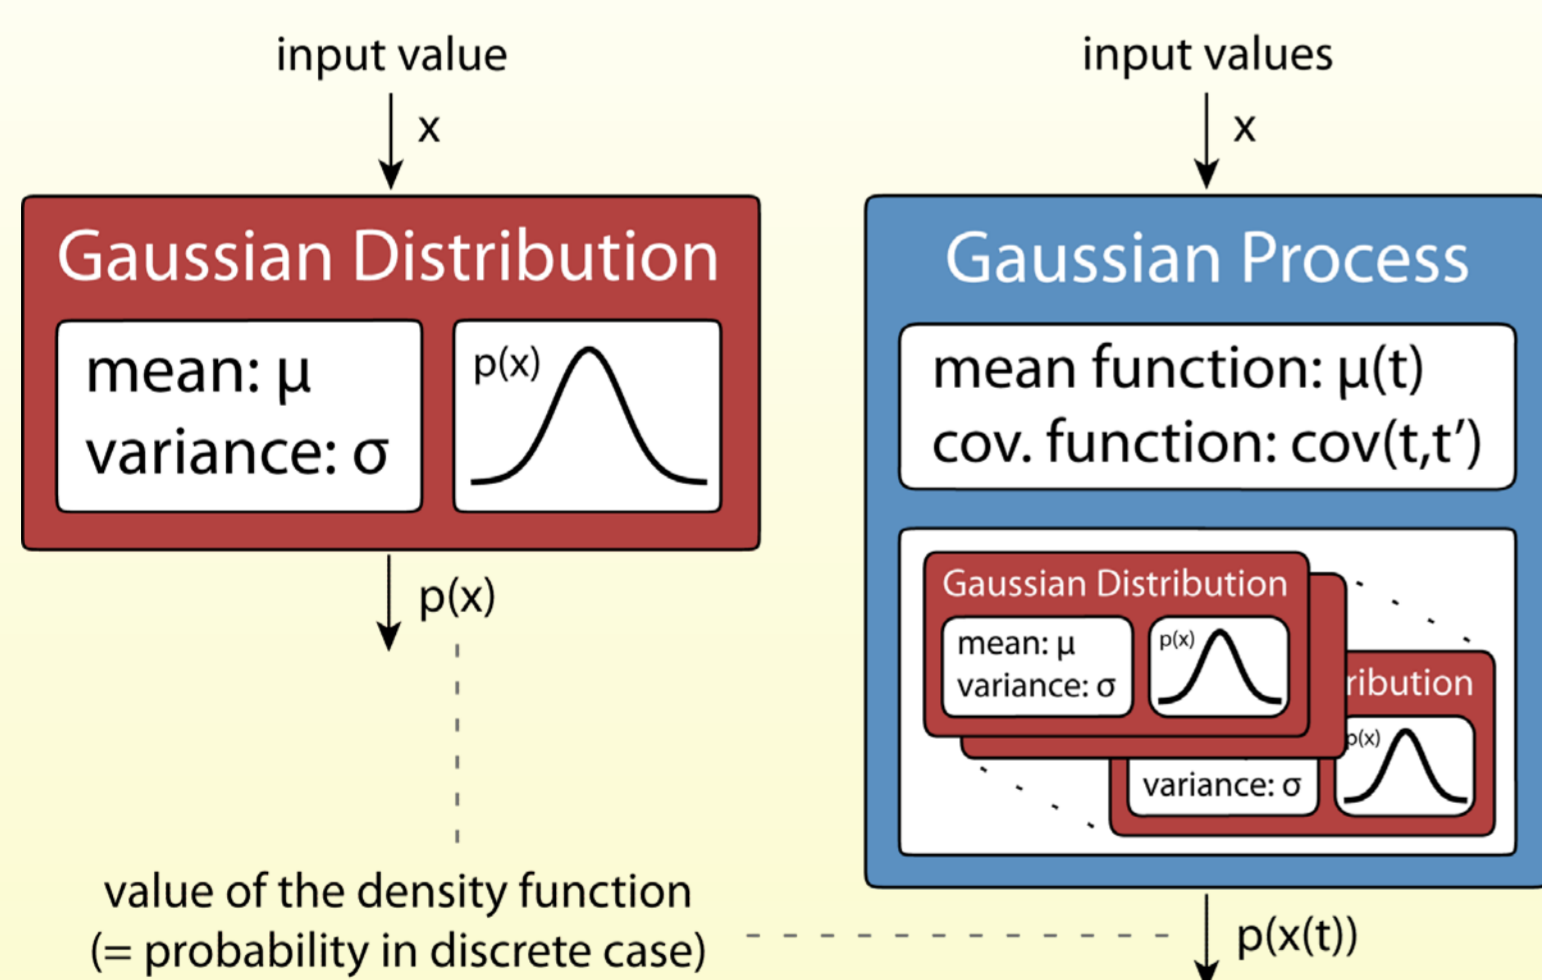 input value
x
Gaussian Distribution
mean: μ
variance: σ
p(x)
p(x)
value of the density function
(= probability in discrete case)
input values
x
Gaussian Process
mean function: μ(t)
cov. function: cov(t,t′)
Gaussian Distribution
mean: μ
variance: σ
p(x)
ribution
p(x)
variance: σ
p(x(t))